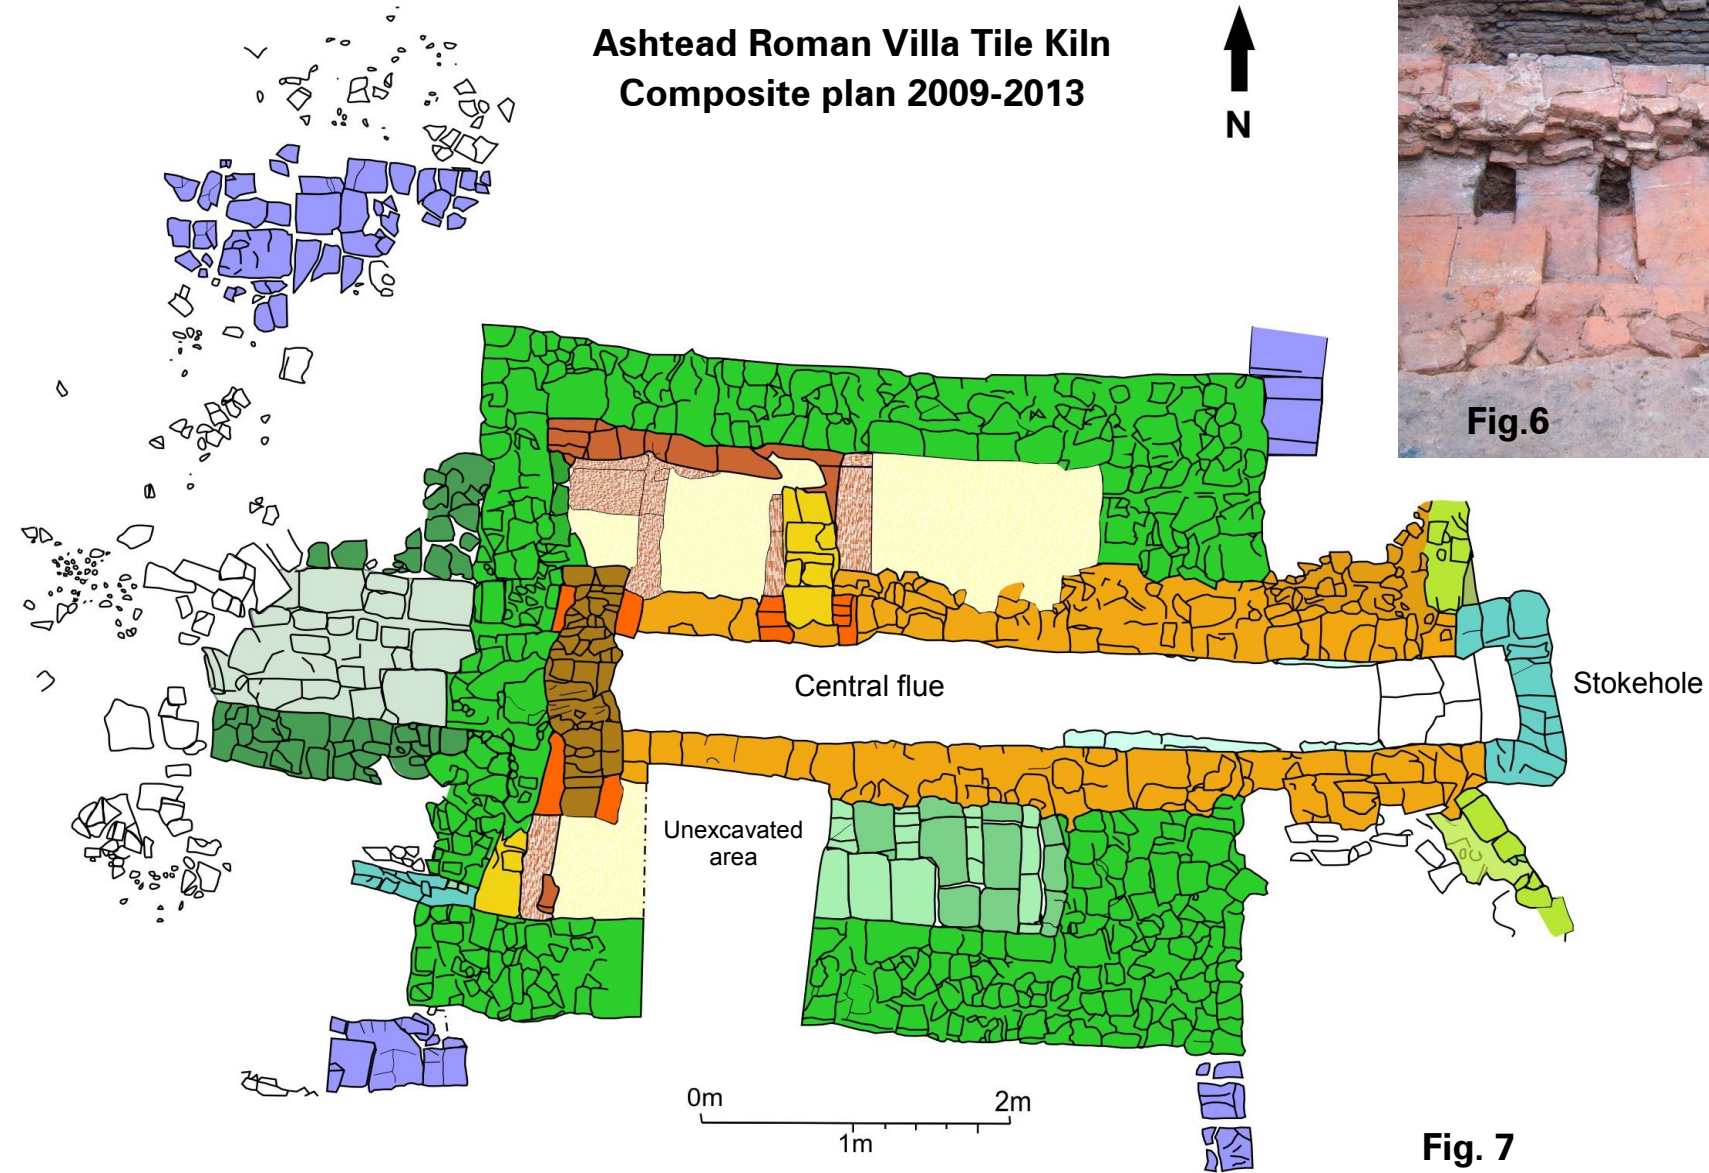 Ashtead Roman Villa Tile Kiln
Composite plan 2009-2013
N
Fig.6
Central flue
Stokehole
Unexcavated
area
0m
2m
1m
Fig. 7